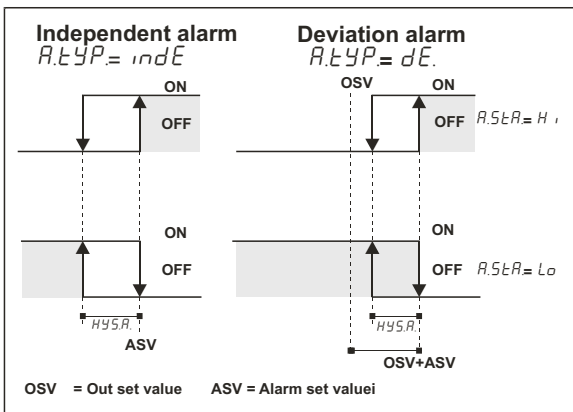 Independent alarm
A.tYP.= indE
Deviation alarm
A.tYP.= dE.
ON
OFF
OSV
ON
OFF
A.StA.= Hi
ON
OFF
HYS.A.
ASV
ON
OFF
A.StA.= Lo
HYS.A.
OSV+ASV
OSV = Out set value ASV = Alarm set valuei